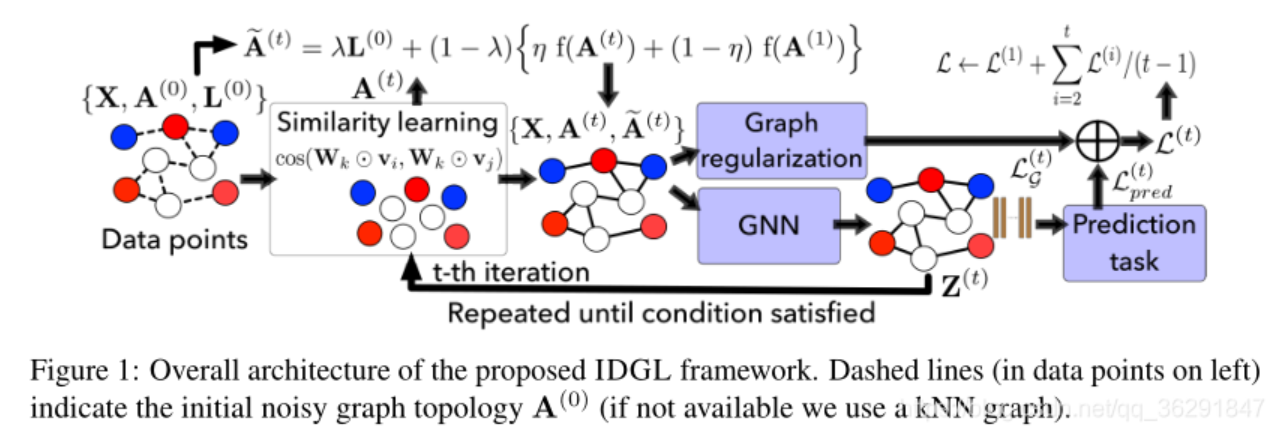 Ã^(t) = λL^(0) + (1 − λ){η f(A^(t)) + (1 − η) f(A^(1))}
ℒ ← ℒ^(1) + ∑_{i=2}^{t} ℒ^(i)/(t − 1)
{X, A^(0), L^(0)}
A^(t)
Similarity learning
cos(W_k ⊙ v_i, W_k ⊙ v_j)
{X, A^(t), Ã^(t)}
Graph
regularization
ℒ_𝒢^(t)
ℒ^(t)
ℒ_pred^(t)
GNN
Prediction
task
Data points
t-th iteration
Z^(t)
Repeated until condition satisfied
Figure 1: Overall architecture of the proposed IDGL framework. Dashed lines (in data points on left)
indicate the initial noisy graph topology A^(0) (if not available we use a kNN graph).